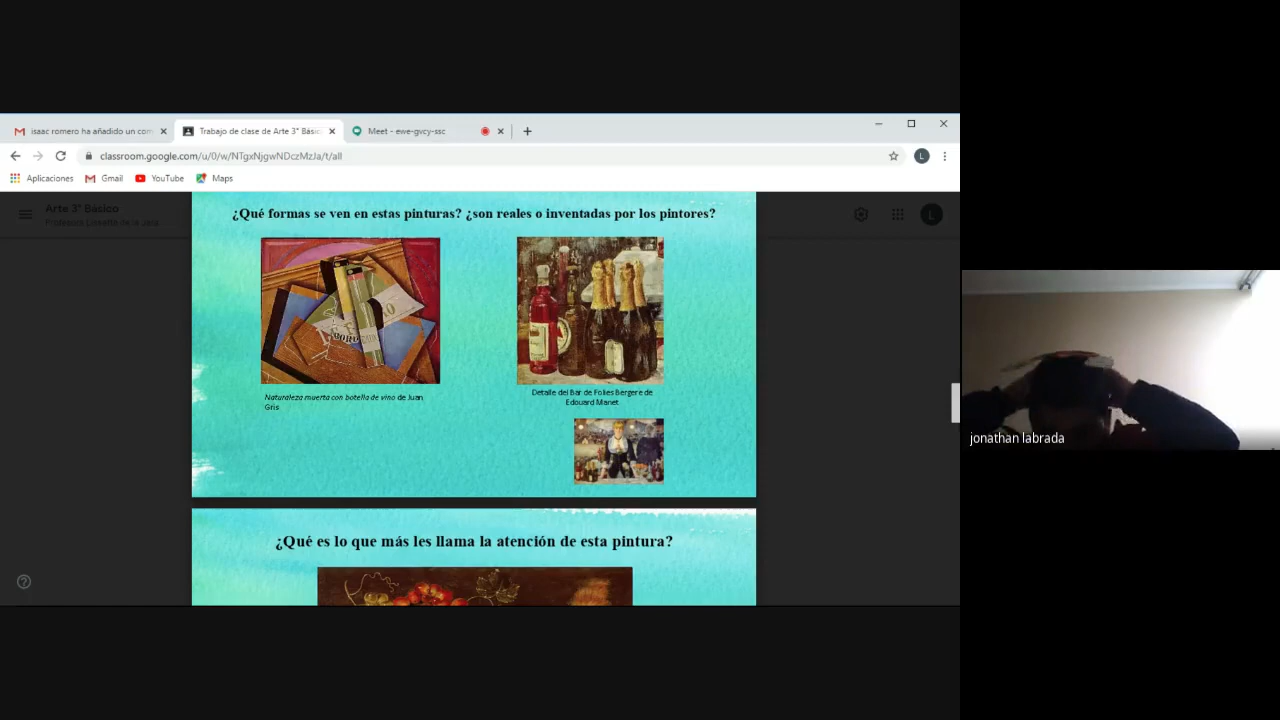 isaac romero ha añadido un com
Trabajo de clase de Arte 3° Básic
Meet - ewe-gvcy-ssc
classroom.google.com/u/0/w/NTgxNjgwNDczMzJa/t/all
L
Aplicaciones
Gmail
YouTube
Maps
Arte 3° Básico
L
¿Qué formas se ven en estas pinturas? ¿son reales o inventadas por los pintores?
Naturaleza muerta con botella de vino de Juan
Gris
Detalle del Bar de Folies Bergere de
Edouard Manet
¿Qué es lo que más les llama la atención de esta pintura?
jonathan labrada